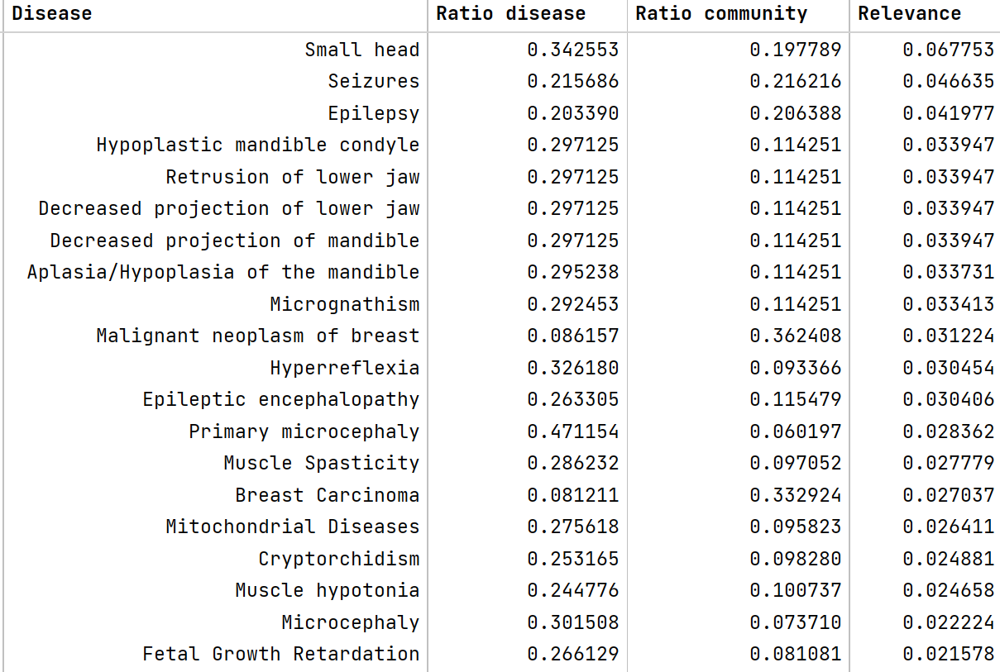 Disease Ratio disease Ratio community Relevance
Small head 0.342553 0.197789 0.067753
Seizures 0.215686 0.216216 0.046635
Epilepsy 0.203390 0.206388 0.041977
Hypoplastic mandible condyle 0.297125 0.114251 0.033947
Retrusion of lower jaw 0.297125 0.114251 0.033947
Decreased projection of lower jaw 0.297125 0.114251 0.033947
Decreased projection of mandible 0.297125 0.114251 0.033947
Aplasia/Hypoplasia of the mandible 0.295238 0.114251 0.033731
Micrognathism 0.292453 0.114251 0.033413
Malignant neoplasm of breast 0.086157 0.362408 0.031224
Hyperreflexia 0.326180 0.093366 0.030454
Epileptic encephalopathy 0.263305 0.115479 0.030406
Primary microcephaly 0.471154 0.060197 0.028362
Muscle Spasticity 0.286232 0.097052 0.027779
Breast Carcinoma 0.081211 0.332924 0.027037
Mitochondrial Diseases 0.275618 0.095823 0.026411
Cryptorchidism 0.253165 0.098280 0.024881
Muscle hypotonia 0.244776 0.100737 0.024658
Microcephaly 0.301508 0.073710 0.022224
Fetal Growth Retardation 0.266129 0.081081 0.021578